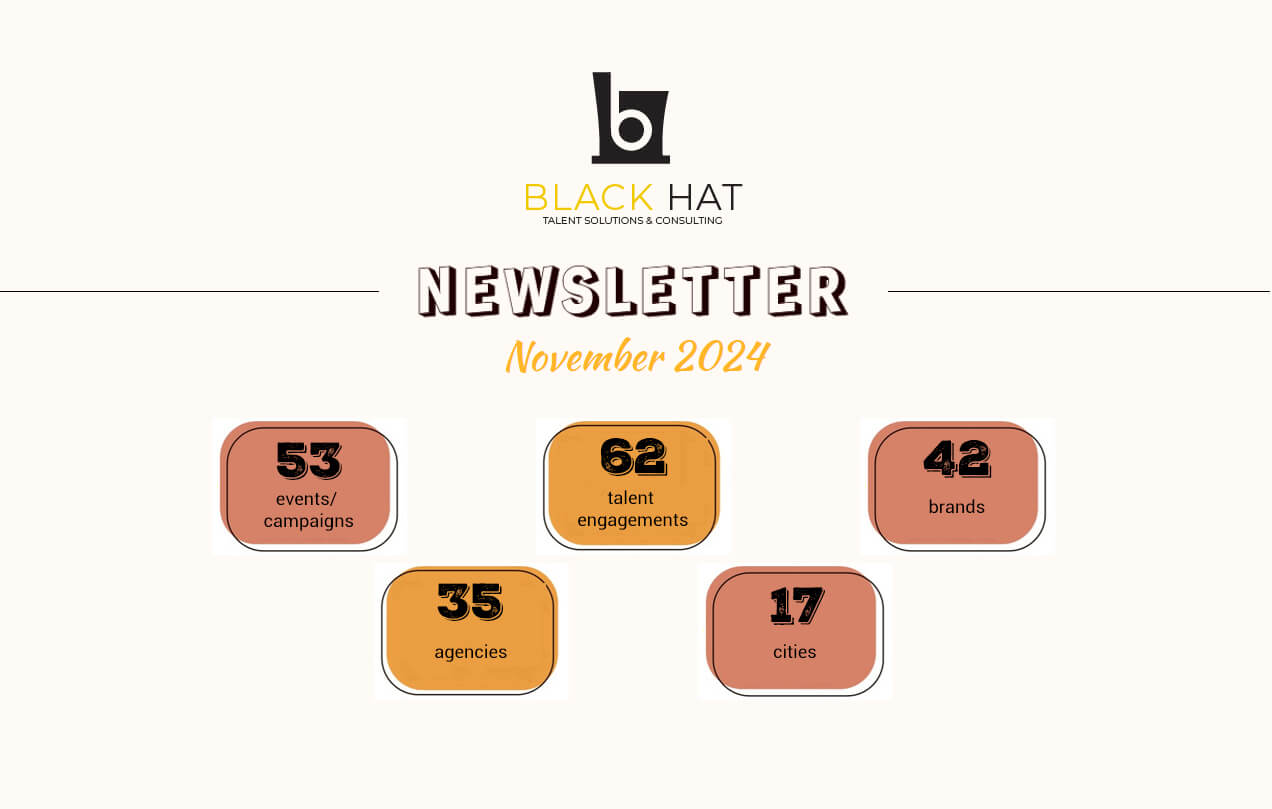 b
BLACK HAT
TALENT SOLUTIONS & CONSULTING
NEWSLETTER
November 2024
53
events/
campaigns
62
talent
engagements
42
brands
35
agencies
17
cities